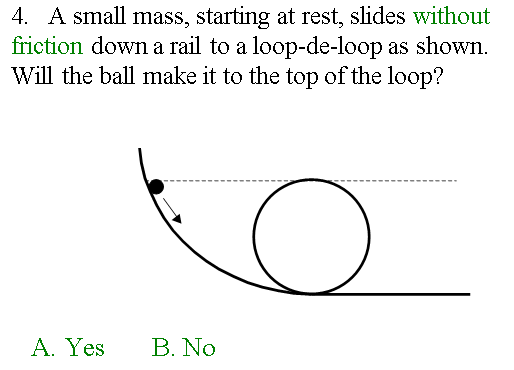 4. A small mass, starting at rest, slides without
friction down a rail to a loop-de-loop as shown.
Will the ball make it to the top of the loop?
A. Yes B. No